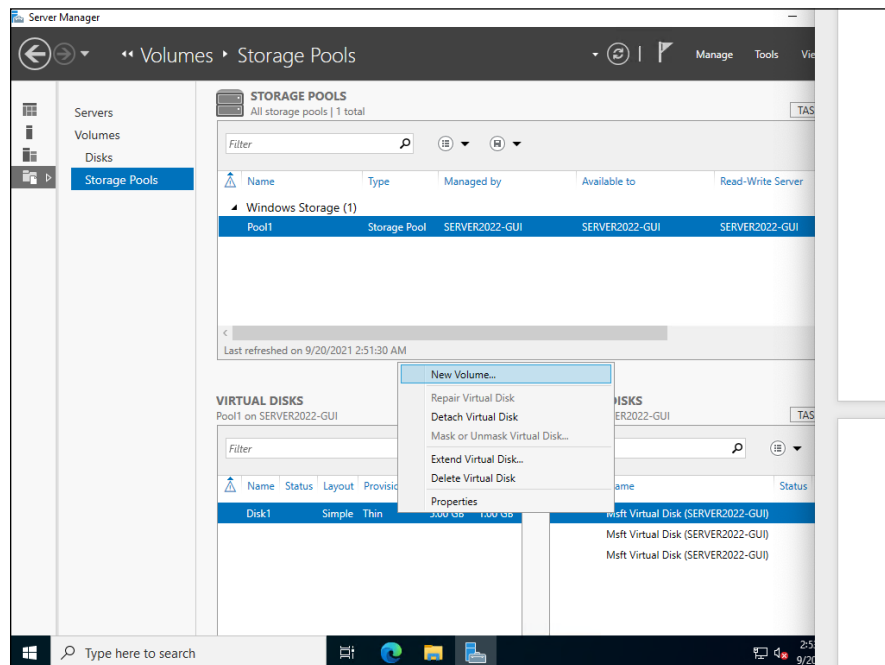 Server Manager
Volumes Storage Pools
Manage Tools
Servers
Volumes
Disks
Storage Pools
STORAGE POOLS
All storage pools | 1 total
TAS
Filter
Name Type Managed by Available to Read-Write Server
Windows Storage (1)
Pool1 Storage Pool SERVER2022-GUI SERVER2022-GUI SERVER2022-GUI
Last refreshed on 9/20/2021 2:51:30 AM
New Volume...
Repair Virtual Disk
Detach Virtual Disk
Mask or Unmask Virtual Disk...
Extend Virtual Disk...
Delete Virtual Disk
Properties
VIRTUAL DISKS
Pool1 on SERVER2022-GUI
Filter
Name Status Layout
Disk1 Simple Thin 1.00 GB
ISKS
ER2022-GUI
TAS
ame Status
Msft Virtual Disk (SERVER2022-GUI)
Msft Virtual Disk (SERVER2022-GUI)
Msft Virtual Disk (SERVER2022-GUI)
Type here to search